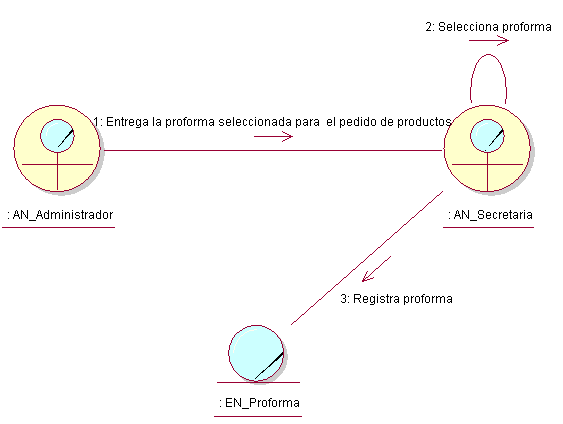 2: Selecciona proforma
1: Entrega la proforma seleccionada para el pedido de productos
: AN_Administrador
: AN_Secretaria
3: Registra proforma
: EN_Proforma